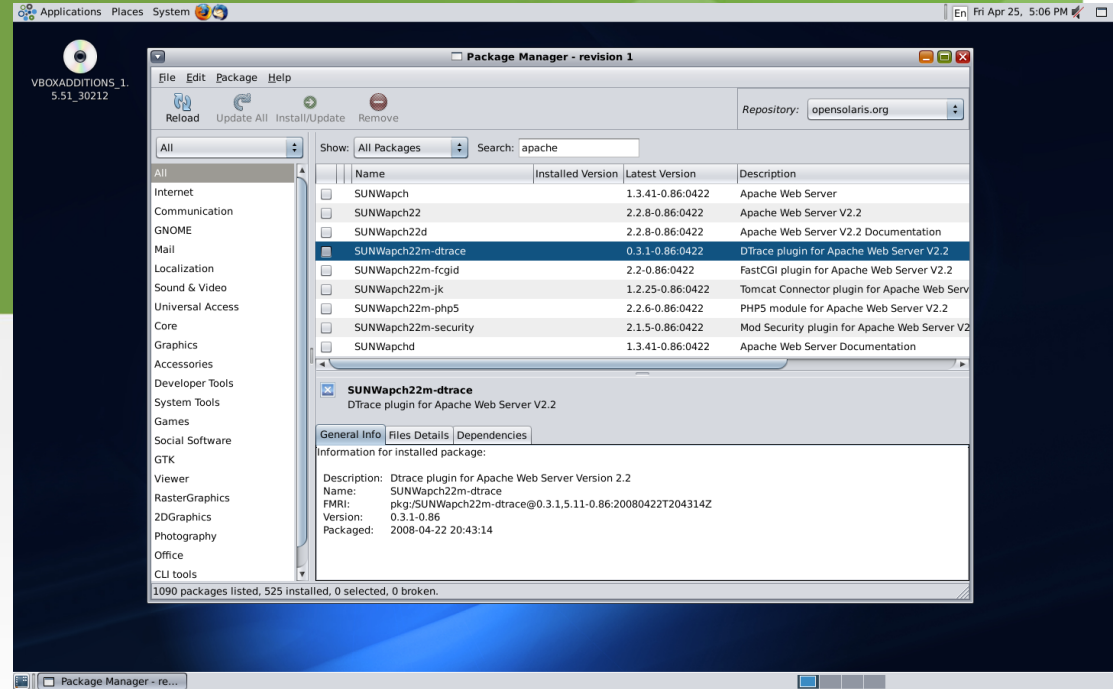 Applications Places System
En Fri Apr 25, 5:06 PM
VBOXADDITIONS_1.
5.51_30212
Package Manager - revision 1
File Edit Package Help
Reload Update All Install/Update Remove
Repository: opensolaris.org
All
Show: All Packages Search: apache
Name Installed Version Latest Version Description
All
Internet
Communication
GNOME
Mail
Localization
Sound & Video
Universal Access
Core
Graphics
Accessories
Developer Tools
System Tools
Games
Social Software
GTK
Viewer
RasterGraphics
2DGraphics
Photography
Office
CLI tools
SUNWapch 1.3.41-0.86:0422 Apache Web Server
SUNWapch22 2.2.8-0.86:0422 Apache Web Server V2.2
SUNWapch22d 2.2.8-0.86:0422 Apache Web Server V2.2 Documentation
SUNWapch22m-dtrace 0.3.1-0.86:0422 DTrace plugin for Apache Web Server V2.2
SUNWapch22m-fcgid 2.2-0.86:0422 FastCGI plugin for Apache Web Server V2.2
SUNWapch22m-jk 1.2.25-0.86:0422 Tomcat Connector plugin for Apache Web Serv
SUNWapch22m-php5 2.2.6-0.86:0422 PHP5 module for Apache Web Server V2.2
SUNWapch22m-security 2.1.5-0.86:0422 Mod Security plugin for Apache Web Server V2
SUNWapchd 1.3.41-0.86:0422 Apache Web Server Documentation
SUNWapch22m-dtrace
DTrace plugin for Apache Web Server V2.2
General Info Files Details Dependencies
Information for installed package:
Description: Dtrace plugin for Apache Web Server Version 2.2
Name: SUNWapch22m-dtrace
FMRI: pkg:/SUNWapch22m-dtrace@0.3.1,5.11-0.86:20080422T204314Z
Version: 0.3.1-0.86
Packaged: 2008-04-22 20:43:14
1090 packages listed, 525 installed, 0 selected, 0 broken.
Package Manager - re...